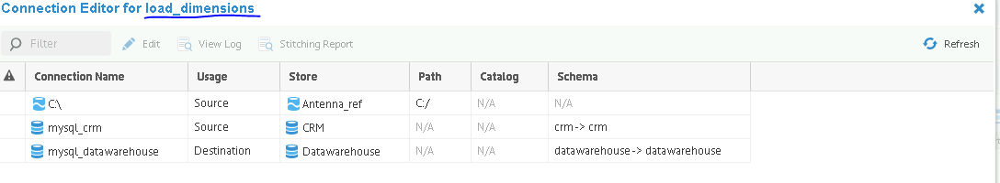 Connection Editor for load_dimensions
Filter Edit View Log Stitching Report Refresh
Connection Name Usage Store Path Catalog Schema
C:\ Source Antenna_ref C:/ N/A N/A
mysql_crm Source CRM N/A N/A crm -> crm
mysql_datawarehouse Destination Datawarehouse N/A N/A datawarehouse -> datawarehouse